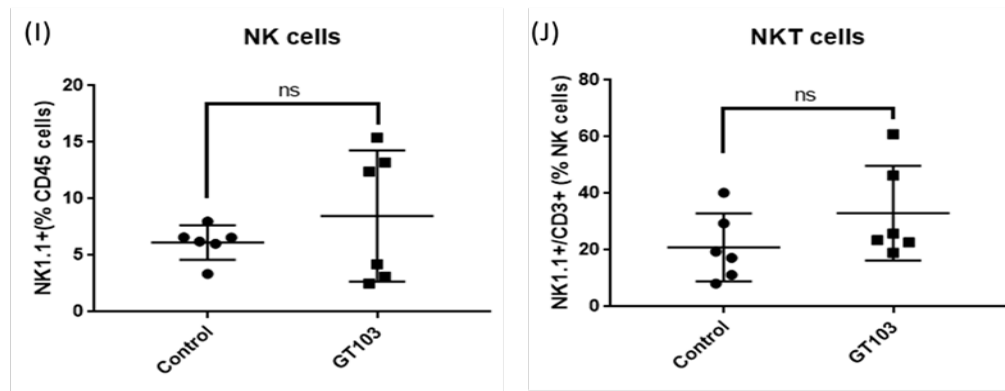 (I)
NK cells
NK1.1+(% CD45 cells)
20
15
10
5
0
ns
Control
GT103
(J)
NKT cells
NK1.1+/CD3+ (% NK cells)
80
60
40
20
0
ns
Control
GT103